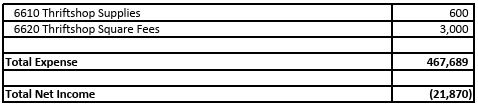 6610 Thriftshop Supplies 600
6620 Thriftshop Square Fees 3,000
Total Expense 467,689
Total Net Income (21,870)